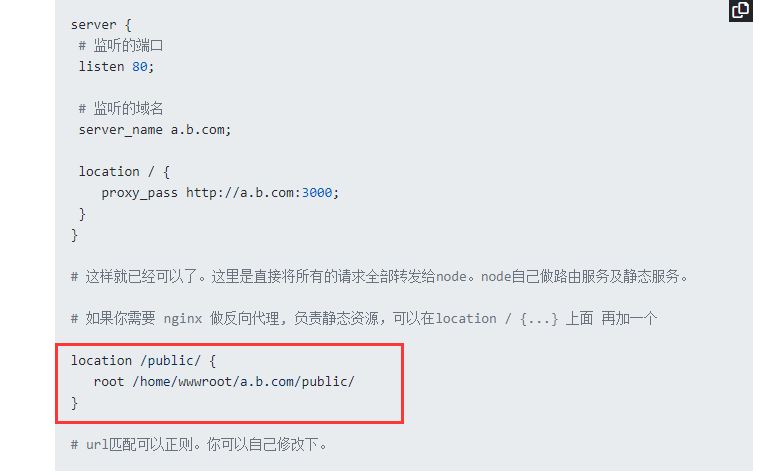 server {
# 监听的端口
listen 80;
# 监听的域名
server_name a.b.com;
location / {
proxy_pass http://a.b.com:3000;
}
}
# 这样就已经可以了。这里是直接将所有的请求全部转发给node。node自己做路由服务及静态服务。
# 如果你需要 nginx 做反向代理, 负责静态资源，可以在location / {...} 上面 再加一个
location /public/ {
root /home/wwwroot/a.b.com/public/
}
# url匹配可以正则。你可以自己修改下。